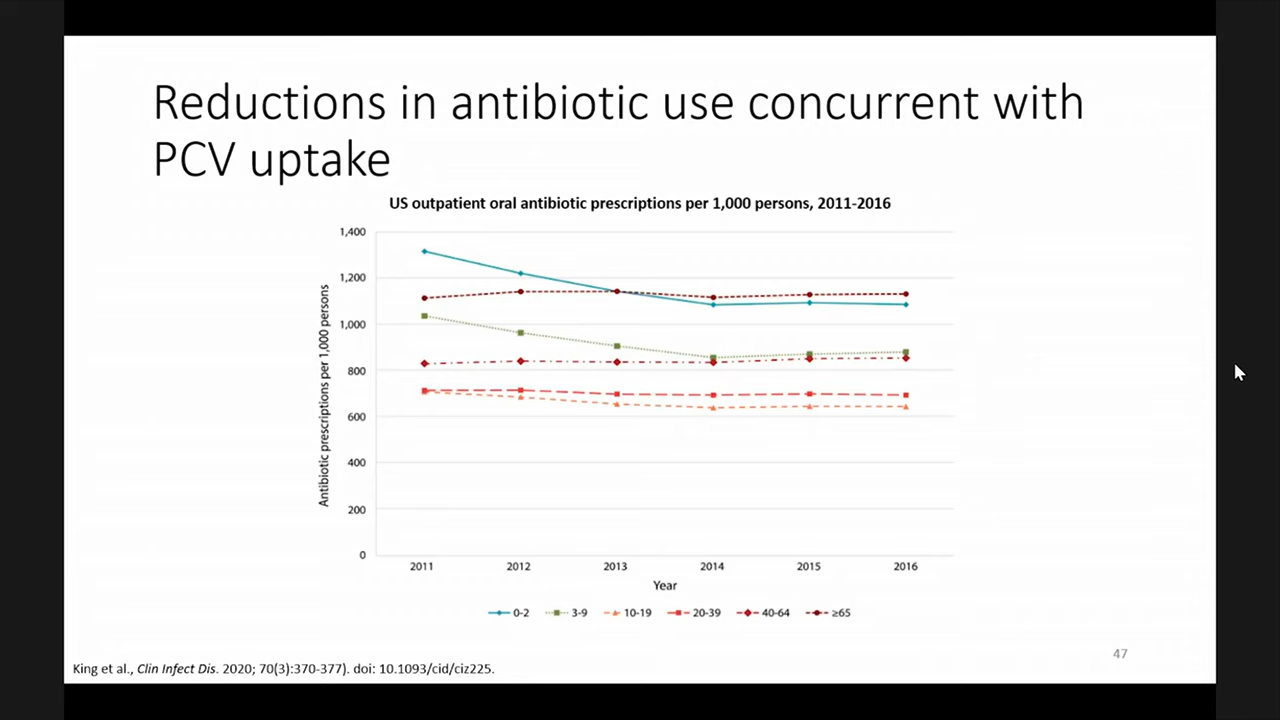 Reductions in antibiotic use concurrent with
PCV uptake
US outpatient oral antibiotic prescriptions per 1,000 persons, 2011-2016
Antibiotic prescriptions per 1,000 persons
1,400
1,200
1,000
800
600
400
200
0
2011 2012 2013 2014 2015 2016
Year
0-2 3-9 10-19 20-39 40-64 ≥65
47
King et al., Clin Infect Dis. 2020; 70(3):370-377). doi: 10.1093/cid/ciz225.